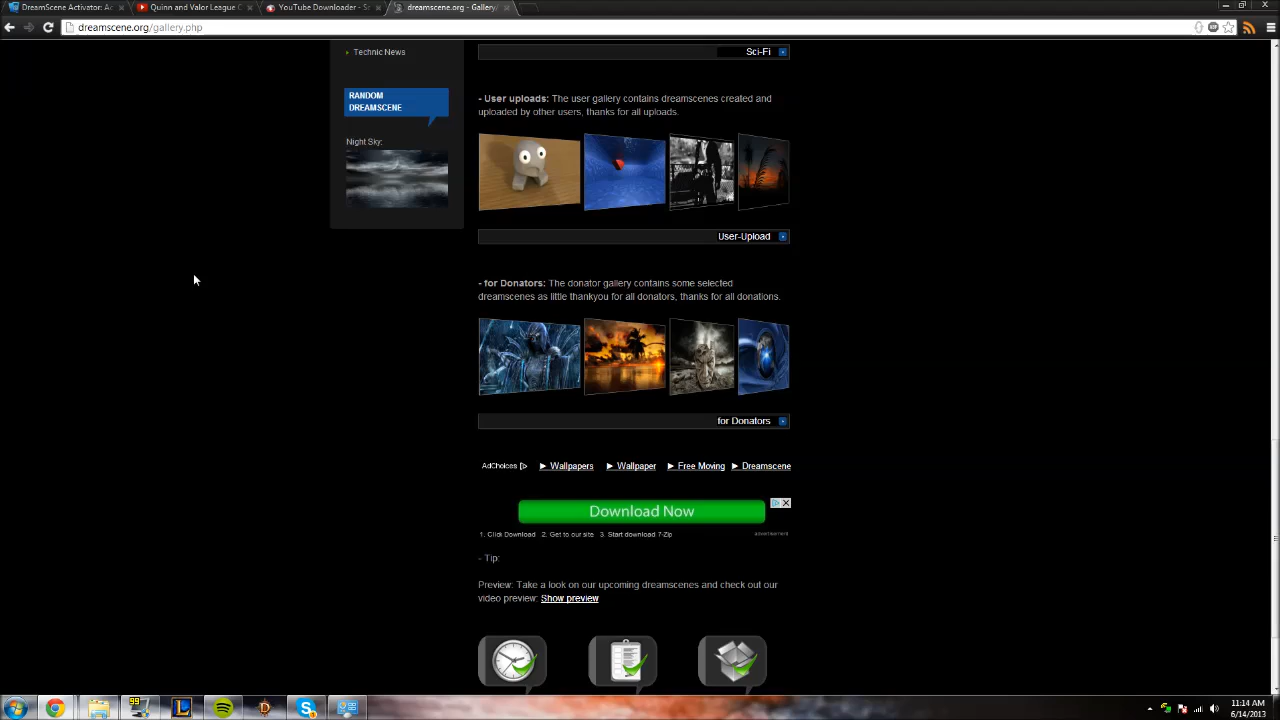 DreamScene Activator: Ac
Quinn and Valor League C
YouTube Downloader - S
dreamscene.org - Gallery
dreamscene.org/gallery.php
Technic News
RANDOM
DREAMSCENE
Night Sky:
Sci-Fi
- User uploads: The user gallery contains dreamscenes created and
uploaded by other users, thanks for all uploads.
User-Upload
- for Donators: The donator gallery contains some selected
dreamscenes as little thankyou for all donators, thanks for all donations.
for Donators
AdChoices
Wallpapers
Wallpaper
Free Moving
Dreamscene
Download Now
1. Click Download 2. Get to our site 3. Start download 7-Zip
advertisement
- Tip:
Preview: Take a look on our upcoming dreamscenes and check out our
video preview: Show preview
99
11:14 AM
6/14/2013